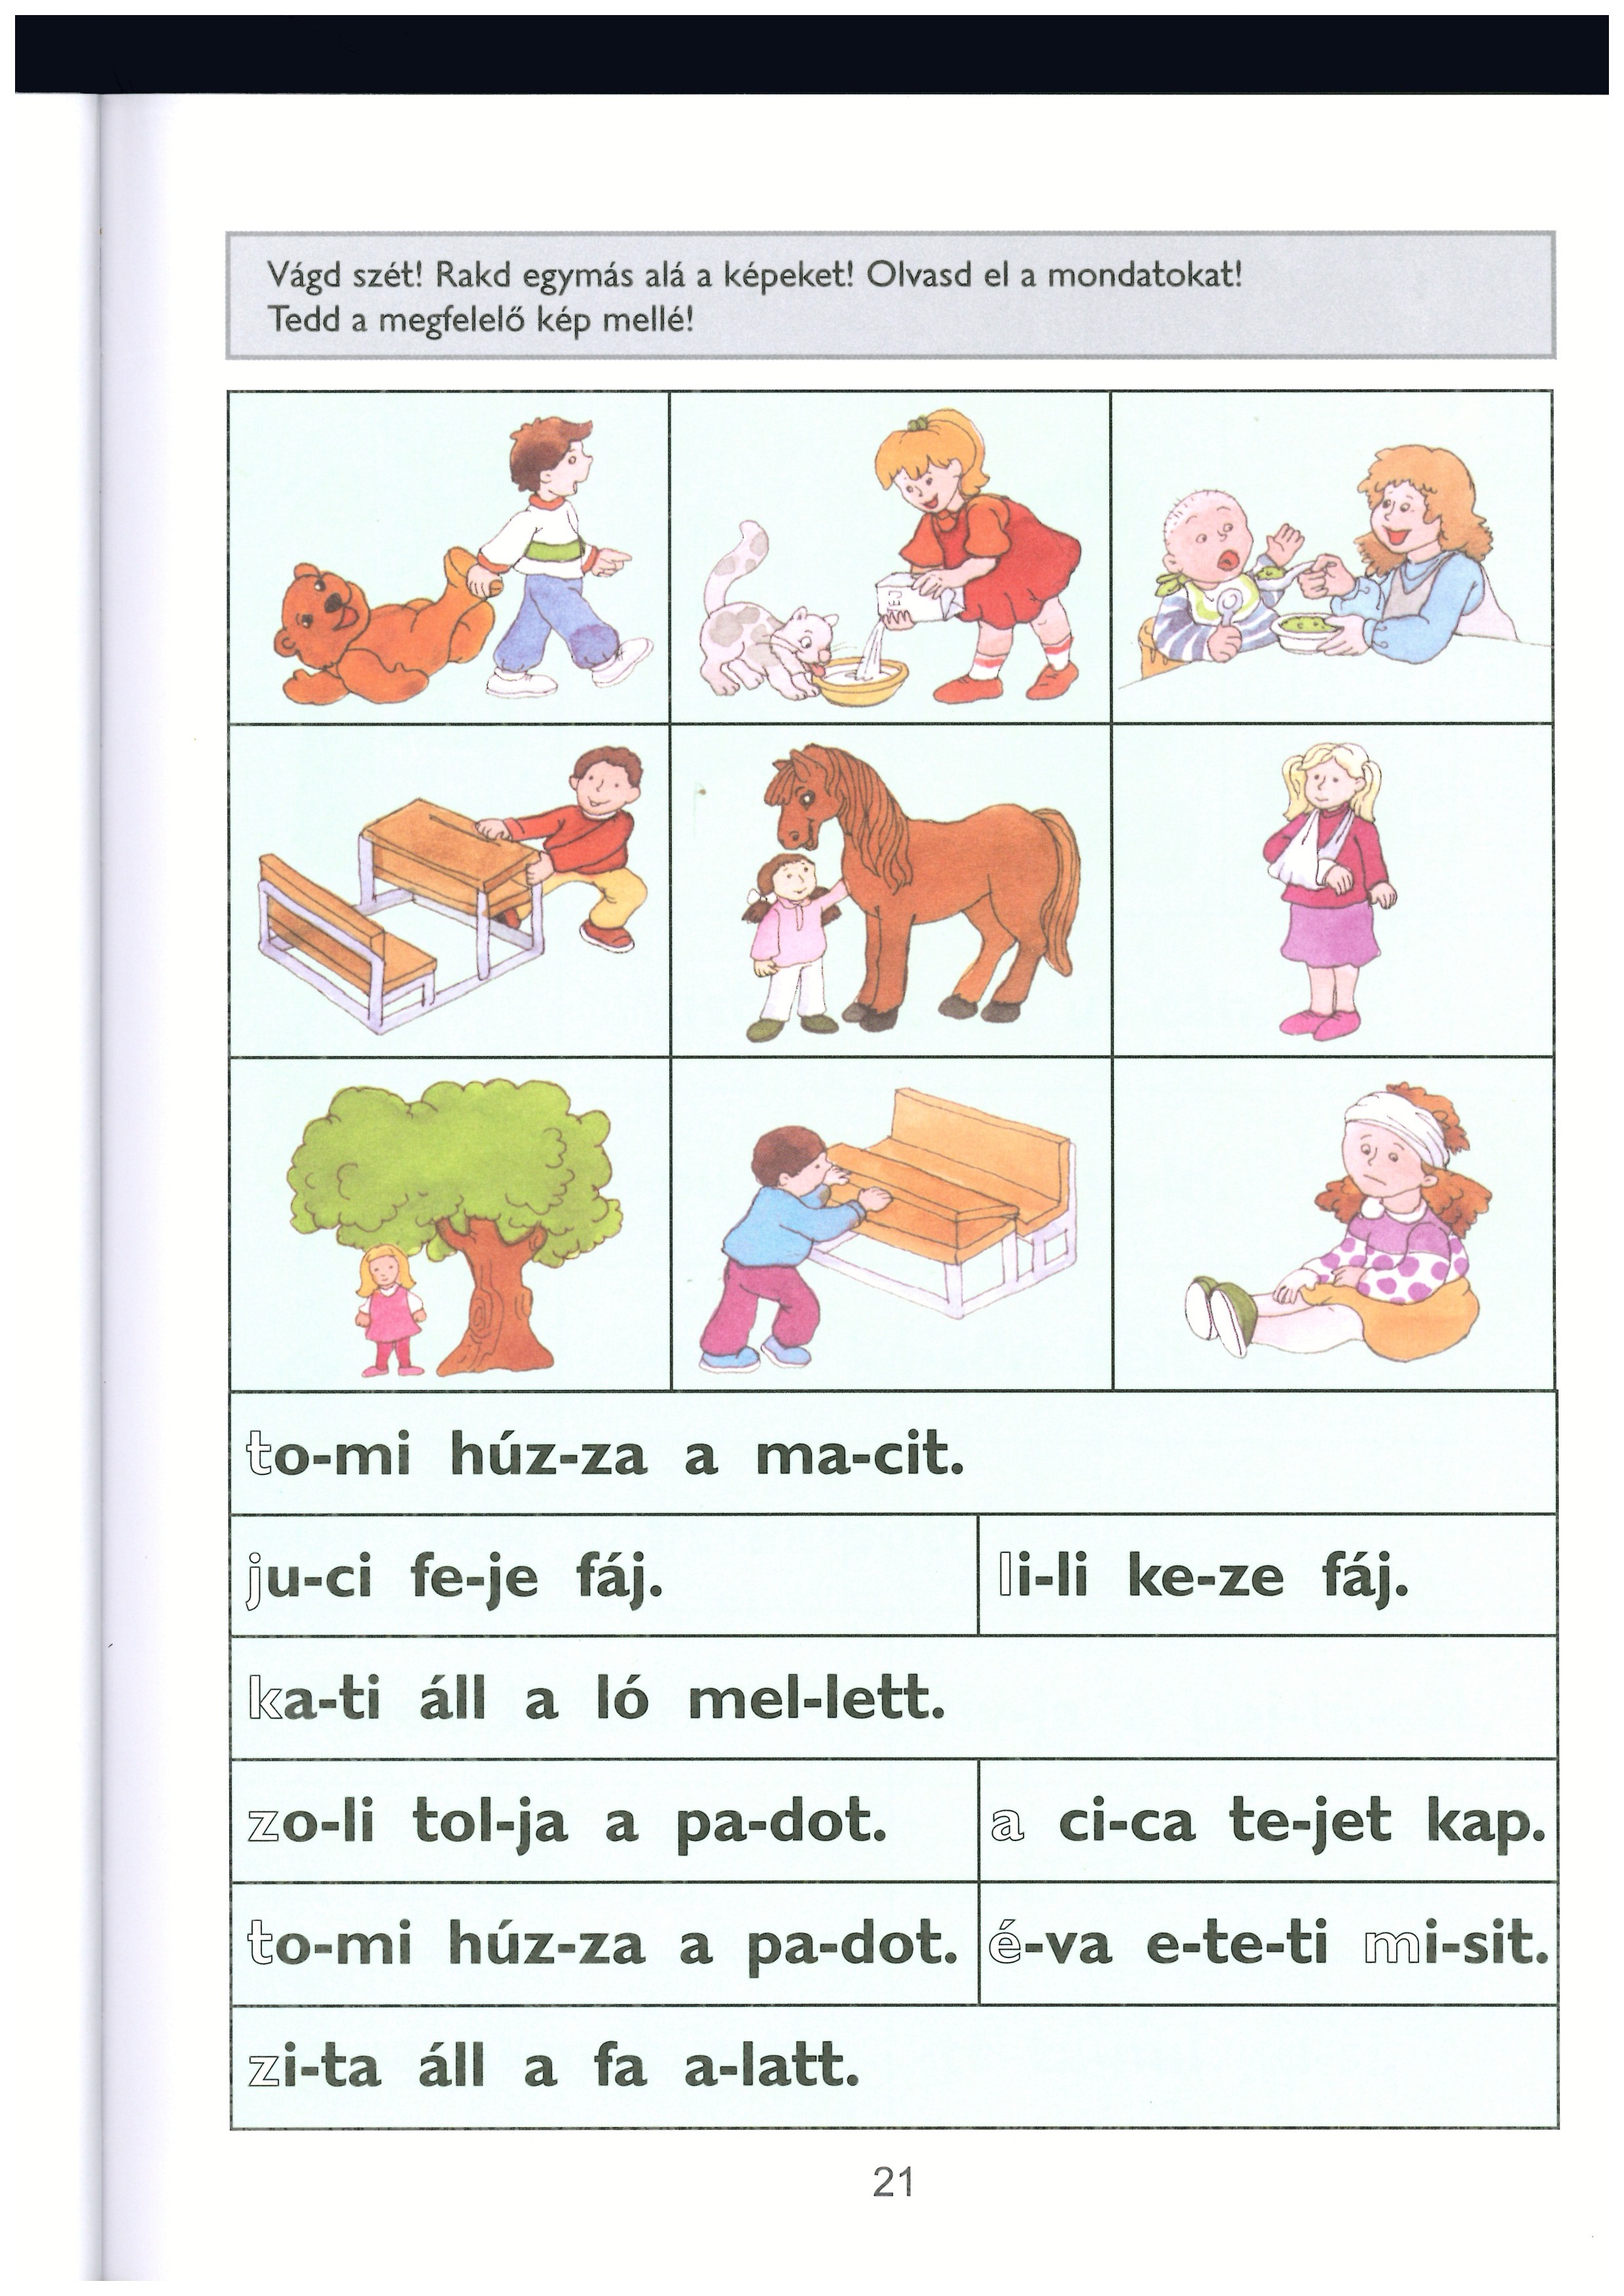 Vágd szét! Rakd egymás alá a képeket! Olvasd el a mondatokat!
Tedd a megfelelő kép mellé!
TEJ
to-mi húz-za a ma-cit.
ju-ci fe-je fáj.
li-li ke-ze fáj.
ka-ti áll a ló mel-lett.
zo-li tol-ja a pa-dot.
a ci-ca te-jet kap.
to-mi húz-za a pa-dot.
é-va e-te-ti mi-sit.
zi-ta áll a fa a-latt.
21